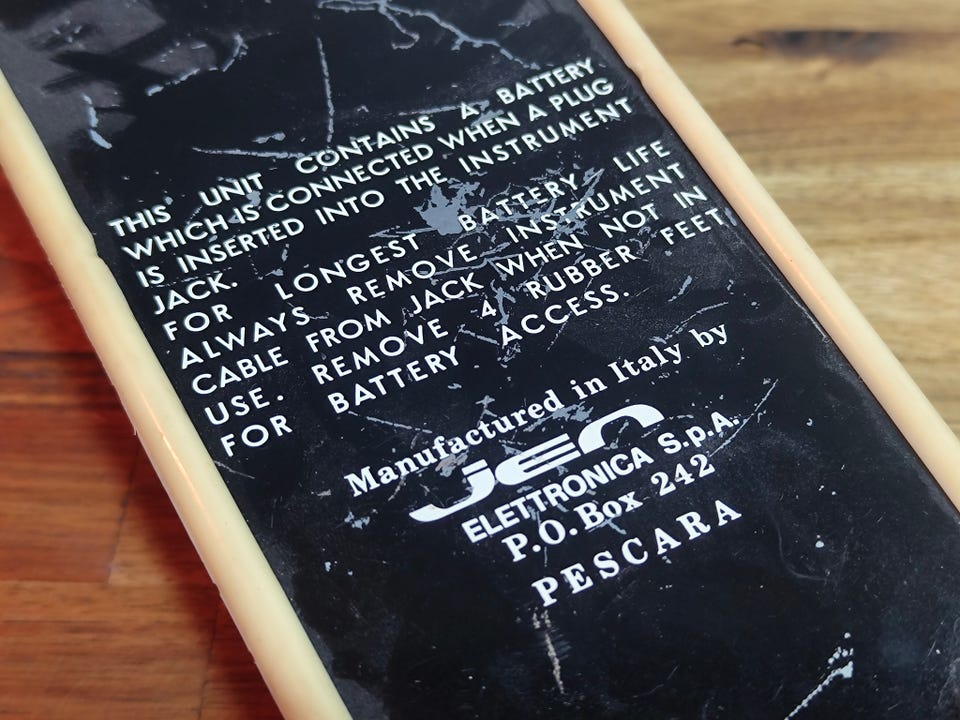 THIS UNIT CONTAINS A BATTERY
WHICH IS CONNECTED WHEN A PLUG
IS INSERTED INTO THE INSTRUMENT
JACK.
FOR LONGEST BATTERY LIFE
ALWAYS REMOVE INSTRUMENT
CABLE FROM JACK WHEN NOT IN
USE. REMOVE 4 RUBBER FEET
FOR BATTERY ACCESS.
Manufactured in Italy by
jen
ELETTRONICA S.p.A.
P.O. Box 242
PESCARA